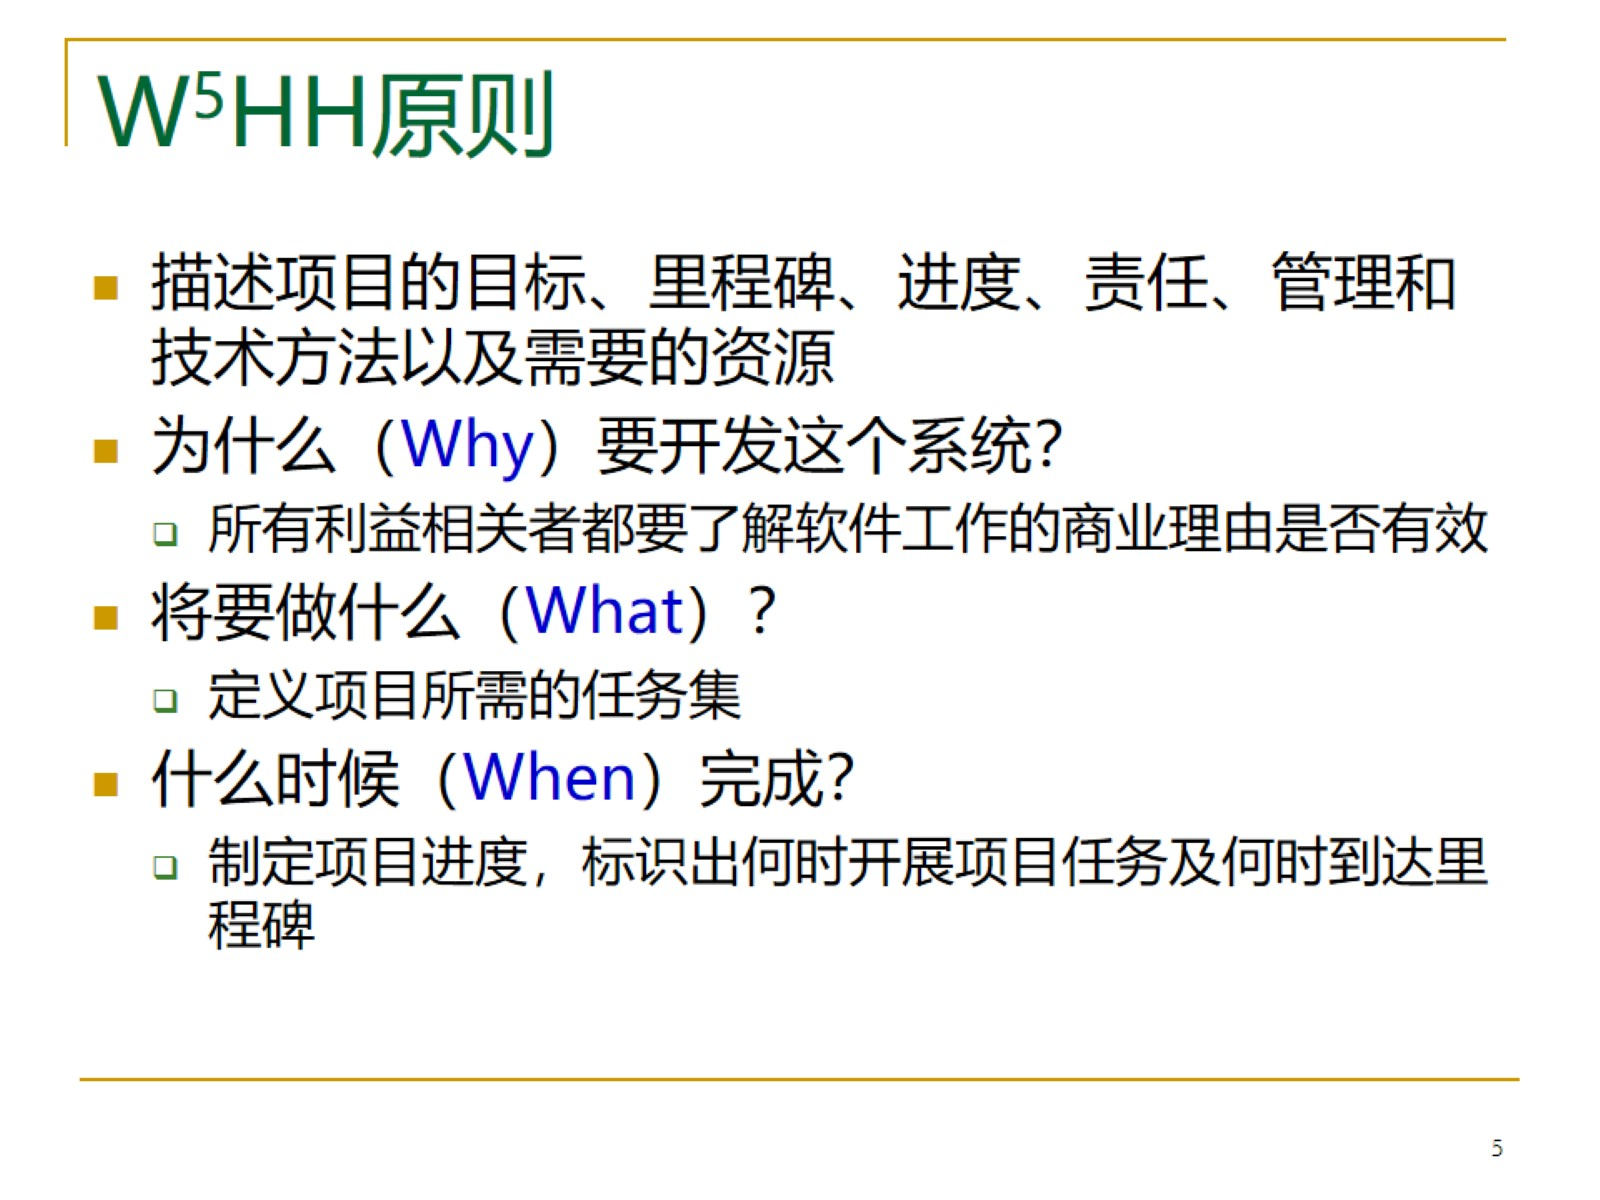 W⁵HH原则
描述项目的目标、里程碑、进度、责任、管理和
技术方法以及需要的资源
为什么（Why）要开发这个系统?
所有利益相关者都要了解软件工作的商业理由是否有效
将要做什么（What）?
定义项目所需的任务集
什么时候（When）完成?
制定项目进度，标识出何时开展项目任务及何时到达里
程碑
5